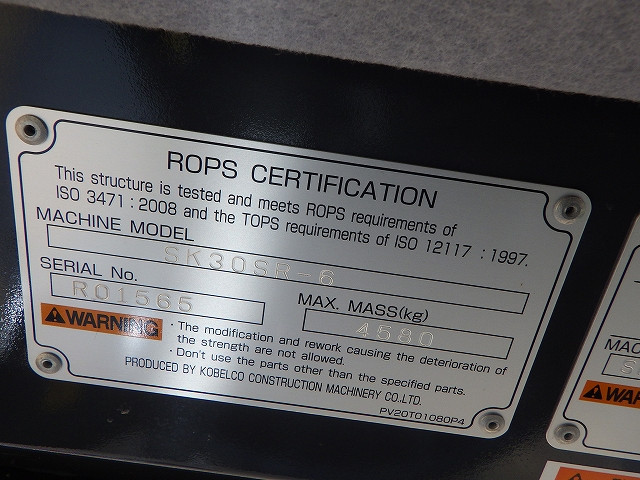 ROPS CERTIFICATION
This structure is tested and meets ROPS requirements of
ISO 3471 : 2008 and the TOPS requirements of ISO 12117 : 1997.
MACHINE MODEL
SK30SR-6
SERIAL No.
R01565
MAX. MASS(kg)
4580
WARNING
· The modification and rework causing the deterioration of
the strength are not allowed.
· Don't use the parts other than the specified parts.
PRODUCED BY KOBELCO CONSTRUCTION MACHINERY CO.LTD.
PV20T01080P4